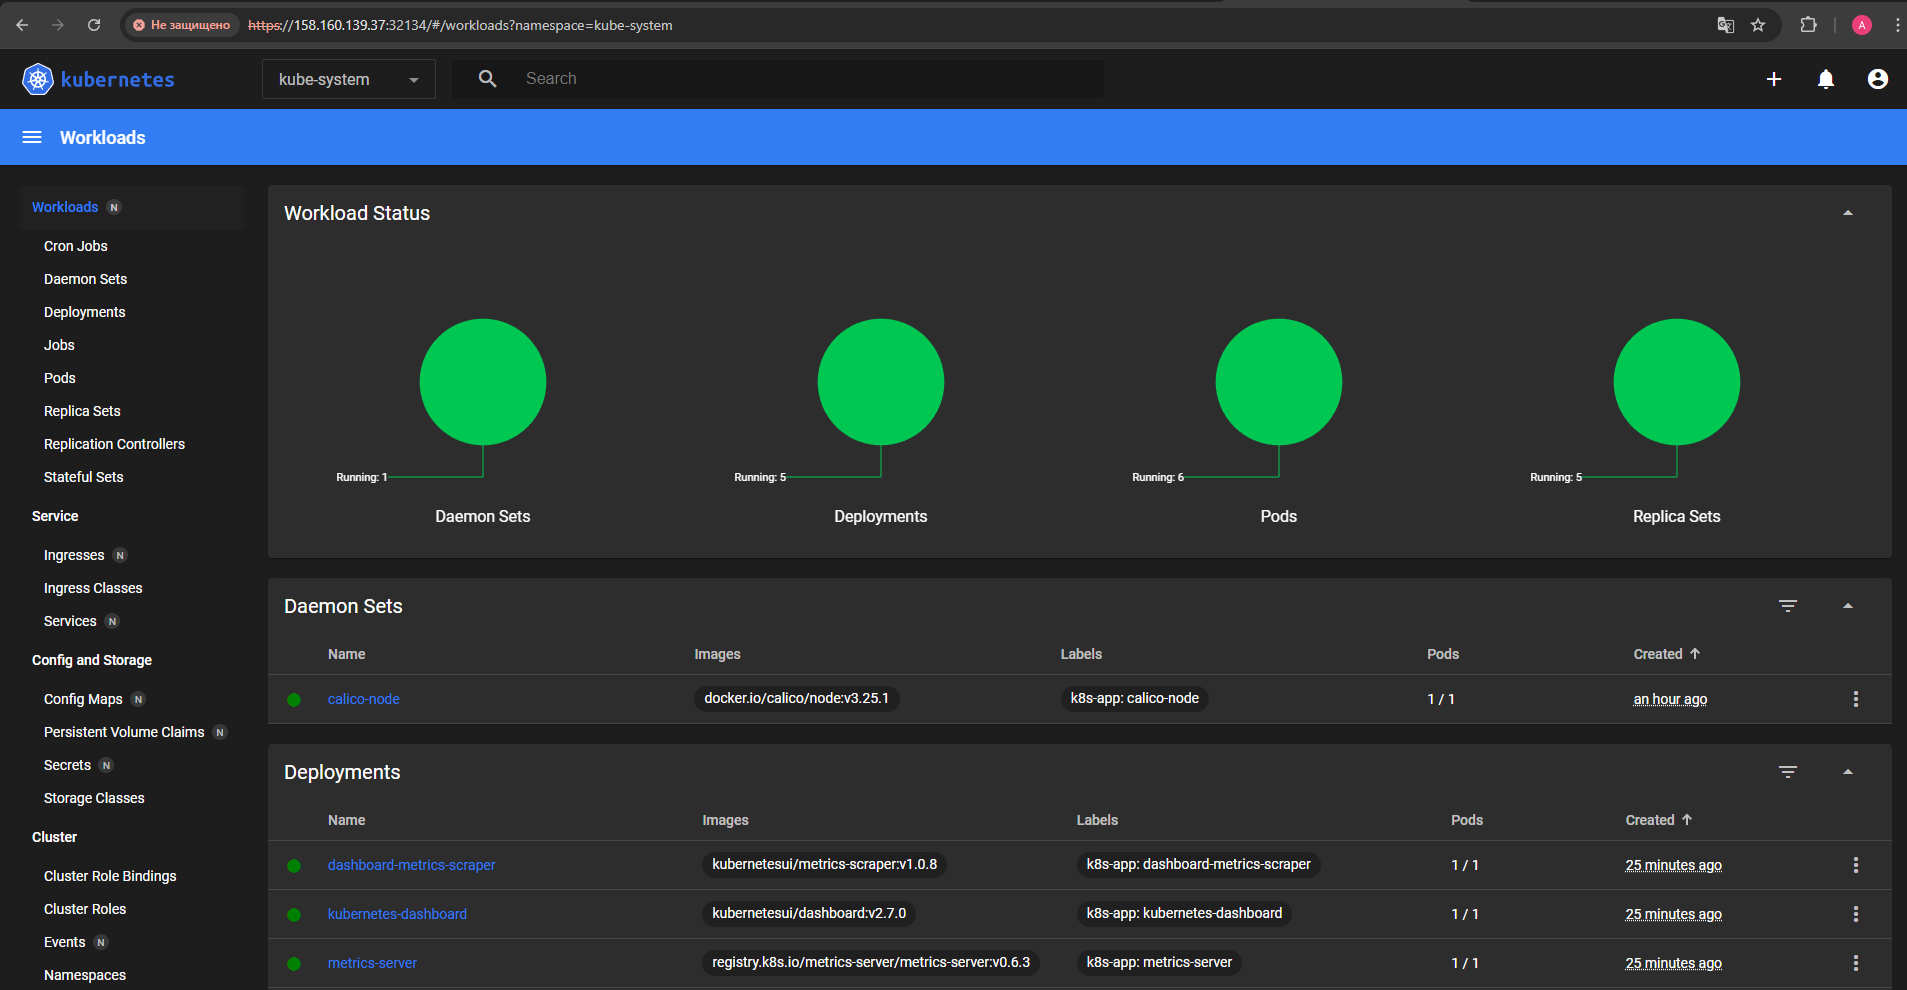 Не защищено https://158.160.139.37:32134/#/workloads?namespace=kube-system A
kubernetes kube-system Search
Workloads
Workloads N
Cron Jobs
Daemon Sets
Deployments
Jobs
Pods
Replica Sets
Replication Controllers
Stateful Sets
Service
Ingresses N
Ingress Classes
Services N
Config and Storage
Config Maps N
Persistent Volume Claims N
Secrets N
Storage Classes
Cluster
Cluster Role Bindings
Cluster Roles
Events N
Namespaces
Workload Status
Running: 1 Running: 5 Running: 6 Running: 5
Daemon Sets Deployments Pods Replica Sets
Daemon Sets
Name Images Labels Pods Created
calico-node docker.io/calico/node:v3.25.1 k8s-app: calico-node 1 / 1 an hour ago
Deployments
Name Images Labels Pods Created
dashboard-metrics-scraper kubernetesui/metrics-scraper:v1.0.8 k8s-app: dashboard-metrics-scraper 1 / 1 25 minutes ago
kubernetes-dashboard kubernetesui/dashboard:v2.7.0 k8s-app: kubernetes-dashboard 1 / 1 25 minutes ago
metrics-server registry.k8s.io/metrics-server/metrics-server:v0.6.3 k8s-app: metrics-server 1 / 1 25 minutes ago